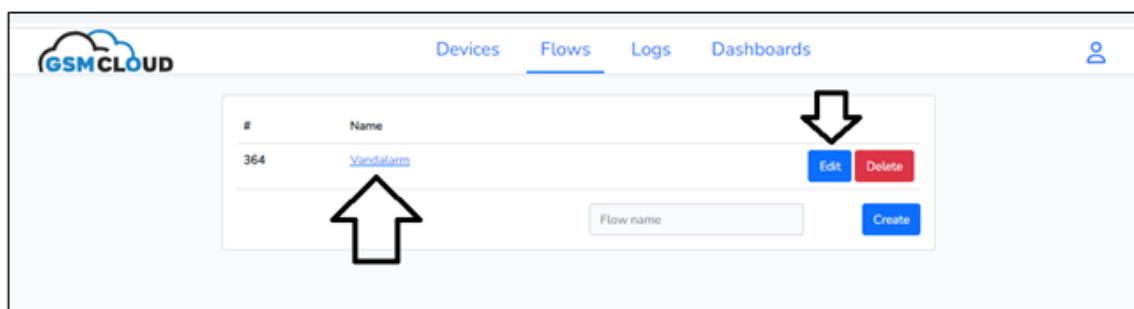 GSMCLOUD Devices Flows Logs Dashboards
# Name
364 Vandalarm Edit Delete
Flow name Create